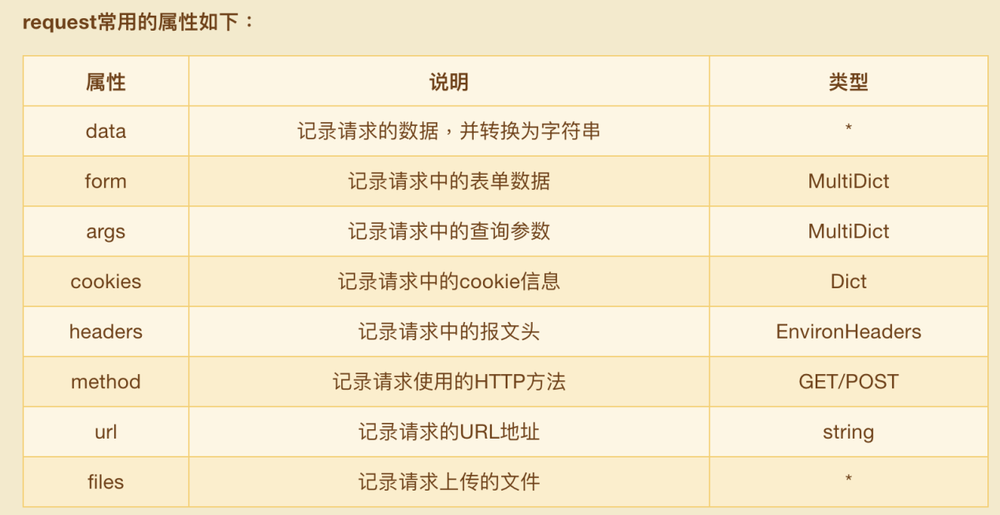 request常用的属性如下：
属性 说明 类型
data 记录请求的数据，并转换为字符串 *
form 记录请求中的表单数据 MultiDict
args 记录请求中的查询参数 MultiDict
cookies 记录请求中的cookie信息 Dict
headers 记录请求中的报文头 EnvironHeaders
method 记录请求使用的HTTP方法 GET/POST
url 记录请求的URL地址 string
files 记录请求上传的文件 *